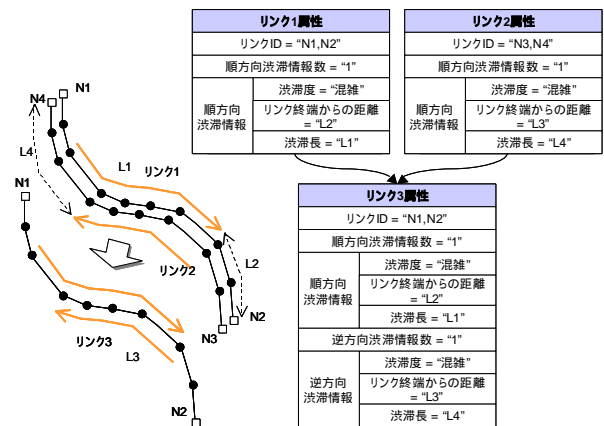 リンク1属性
リンクID = “N1,N2”
順方向渋滞情報数 = “1”
順方向
渋滞情報
渋滞度 = “混雑”
リンク終端からの距離
= “L2”
渋滞長 = “L1”
リンク2属性
リンクID = “N3,N4”
順方向渋滞情報数 = “1”
順方向
渋滞情報
渋滞度 = “混雑”
リンク終端からの距離
= “L3”
渋滞長 = “L4”
リンク3属性
リンクID = “N1,N2”
順方向渋滞情報数 = “1”
順方向
渋滞情報
渋滞度 = “混雑”
リンク終端からの距離
= “L2”
渋滞長 = “L1”
逆方向渋滞情報数 = “1”
逆方向
渋滞情報
渋滞度 = “混雑”
リンク終端からの距離
= “L3”
渋滞長 = “L4”
N1
N4
L4
L1
リンク1
N1
L2
リンク2
N2
N3
リンク3
L3
N2